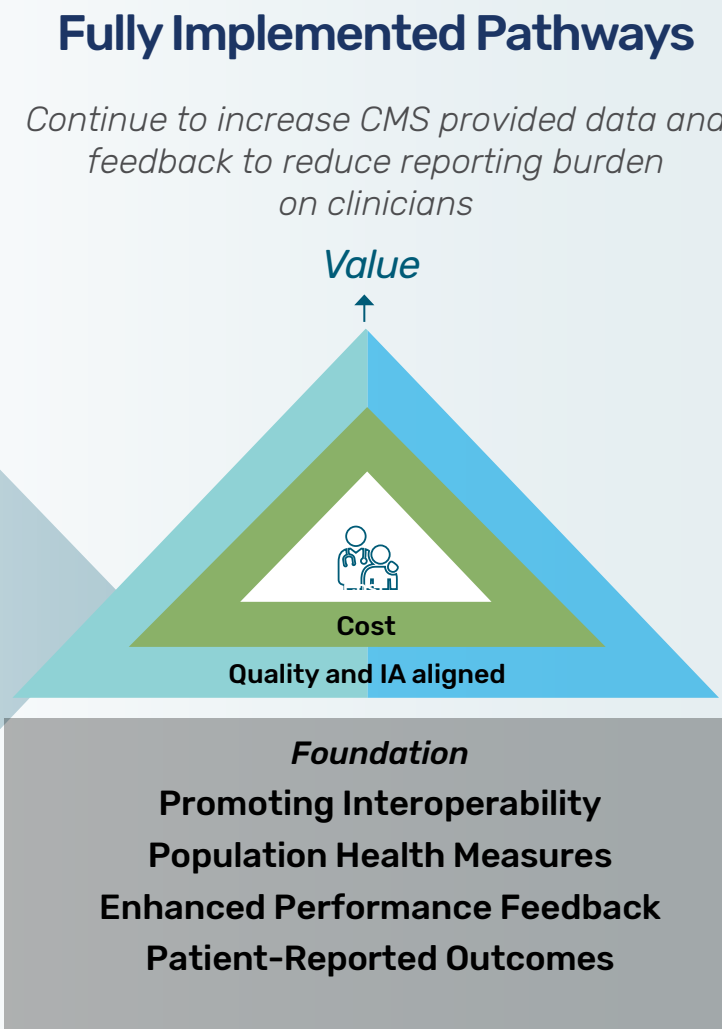 Fully Implemented Pathways
Continue to increase CMS provided data and
feedback to reduce reporting burden
on clinicians
Value
Cost
Quality and IA aligned
Foundation
Promoting Interoperability
Population Health Measures
Enhanced Performance Feedback
Patient-Reported Outcomes